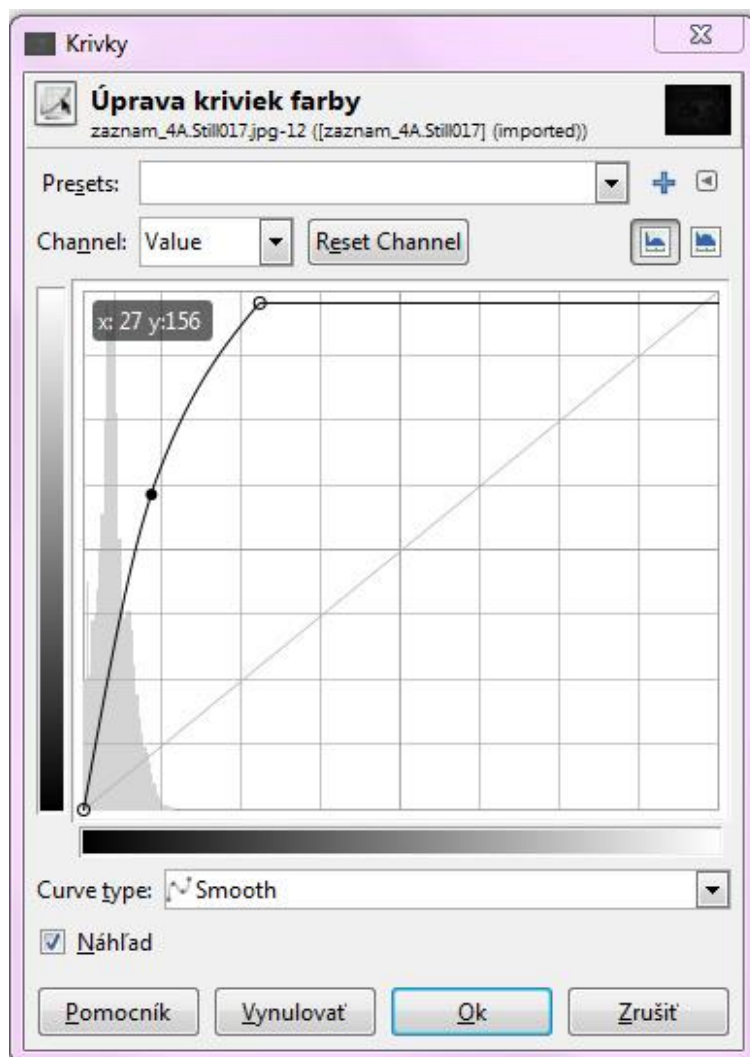 Krivky
Úprava kriviek farby
zaznam_4A.Still017.jpg-12 ([zaznam_4A.Still017] (imported))
Presets:
Channel: Value Reset Channel
x: 27 y:156
Curve type: Smooth
Náhľad
Pomocník Vynulovať Ok Zrušiť